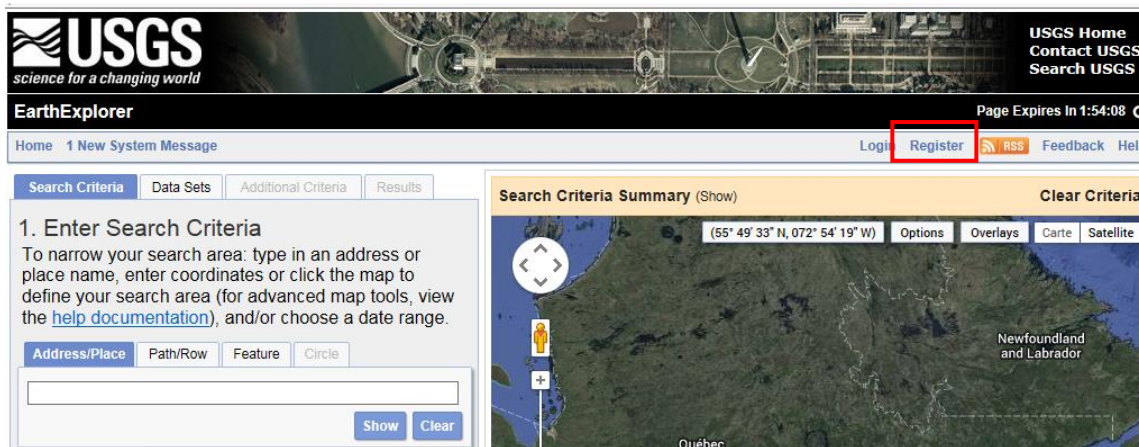 USGS
science for a changing world
USGS Home
Contact USGS
Search USGS
EarthExplorer
Page Expires In 1:54:08
Home 1 New System Message
Login Register RSS Feedback Hel
Search Criteria Data Sets Additional Criteria Results
1. Enter Search Criteria
To narrow your search area: type in an address or
place name, enter coordinates or click the map to
define your search area (for advanced map tools, view
the help documentation), and/or choose a date range.
Address/Place Path/Row Feature Circle
Show Clear
Search Criteria Summary (Show) Clear Criteria
(55° 49' 33" N, 072° 54' 19" W) Options Overlays Carte Satellite
Newfoundland
and Labrador
Québec